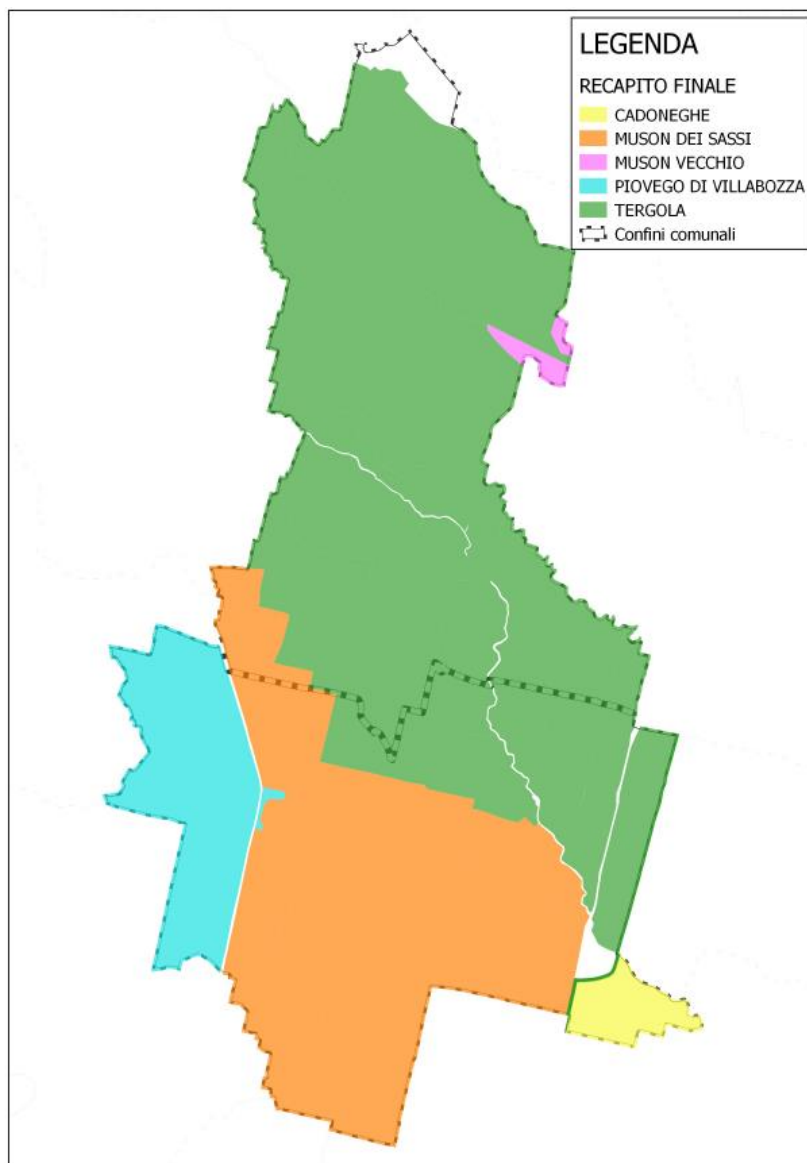 LEGENDA
RECAPITO FINALE
CADONEGHE
MUSON DEI SASSI
MUSON VECCHIO
PIOVEGO DI VILLABOZZA
TERGOLA
Confini comunali